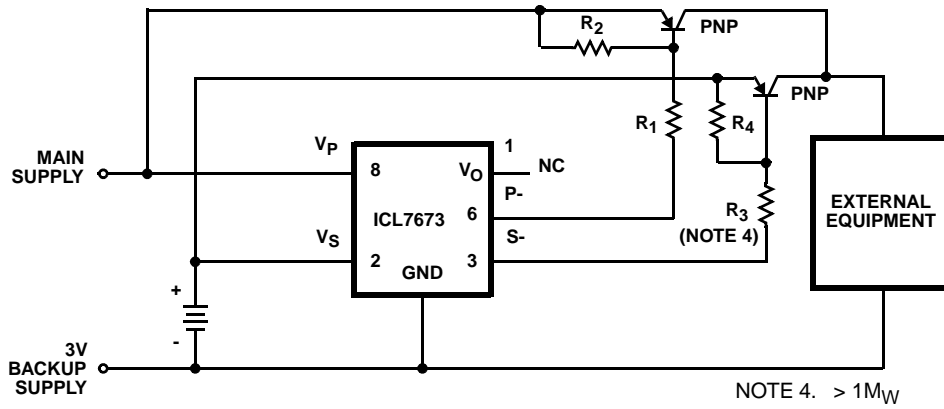 R2
PNP
PNP
R1
R4
VP
1
MAIN
SUPPLY
8
VO
NC
P-
ICL7673
6
R3
(NOTE 4)
EXTERNAL
EQUIPMENT
VS
S-
2
GND
3
+
-
3V
BACKUP
SUPPLY
NOTE 4. > 1MW